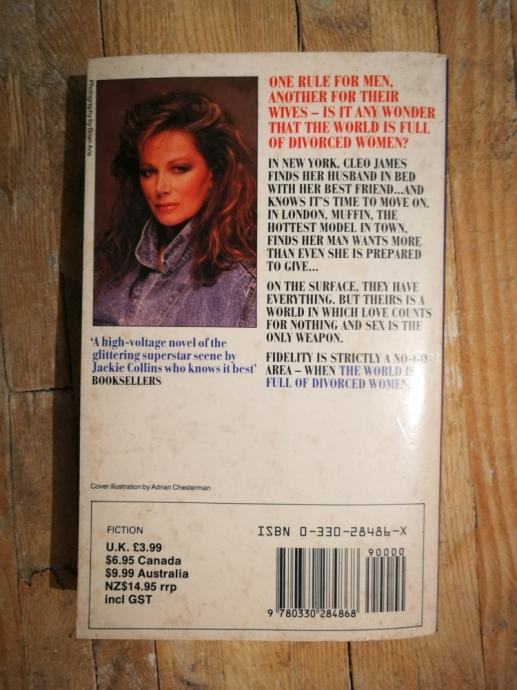 Photography by Brian Aris
ONE RULE FOR MEN,
ANOTHER FOR THEIR
WIVES – IS IT ANY WONDER
THAT THE WORLD IS FULL
OF DIVORCED WOMEN?
IN NEW YORK, CLEO JAMES
FINDS HER HUSBAND IN BED
WITH HER BEST FRIEND...AND
KNOWS IT'S TIME TO MOVE ON.
IN LONDON, MUFFIN, THE
HOTTEST MODEL IN TOWN,
FINDS HER MAN WANTS MORE
THAN EVEN SHE IS PREPARED
TO GIVE...
ON THE SURFACE, THEY HAVE
EVERYTHING. BUT THEIRS IS A
WORLD IN WHICH LOVE COUNTS
FOR NOTHING AND SEX IS THE
ONLY WEAPON.
FIDELITY IS STRICTLY A NO-GO
AREA – WHEN THE WORLD IS
FULL OF DIVORCED WOMEN.
'A high-voltage novel of the
glittering superstar scene by
Jackie Collins who knows it best'
BOOKSELLERS
Cover illustration by Adrian Chesterman
FICTION
U.K. £3.99
$6.95 Canada
$9.99 Australia
NZ$14.95 rrp
incl GST
ISBN 0-330-28486-X
90000
9 780330 284868